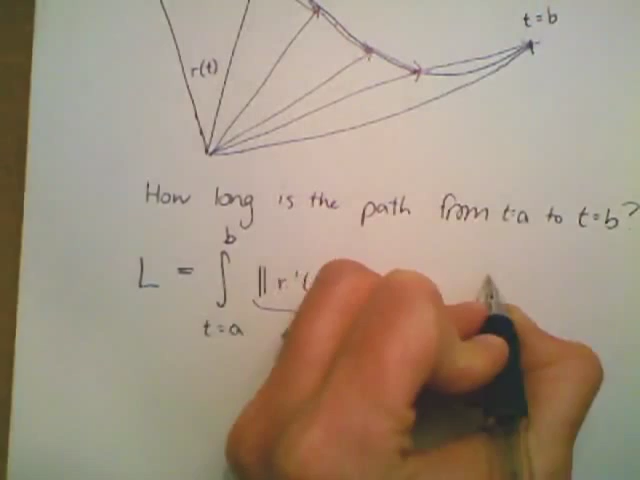 t=b
r(t)
How long is the path from t=a to t=b?
b
L = ∫ || r'(
t=a